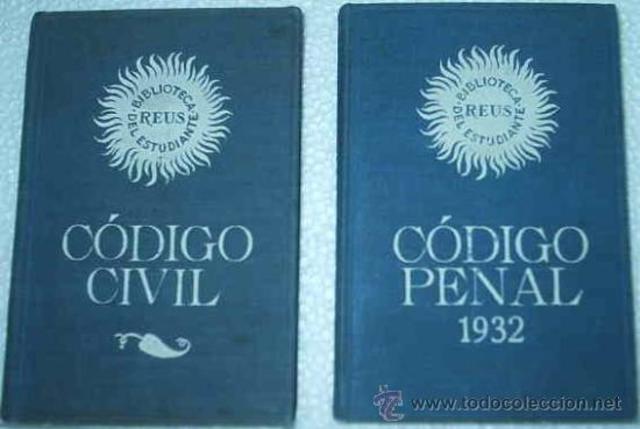 BIBLIOTECA
REUS
DEL ESTUDIANTE
CÓDIGO
CIVIL
BIBLIOTECA
REUS
DEL ESTUDIANTE
CÓDIGO
PENAL
1932
www.todocoleccion.net